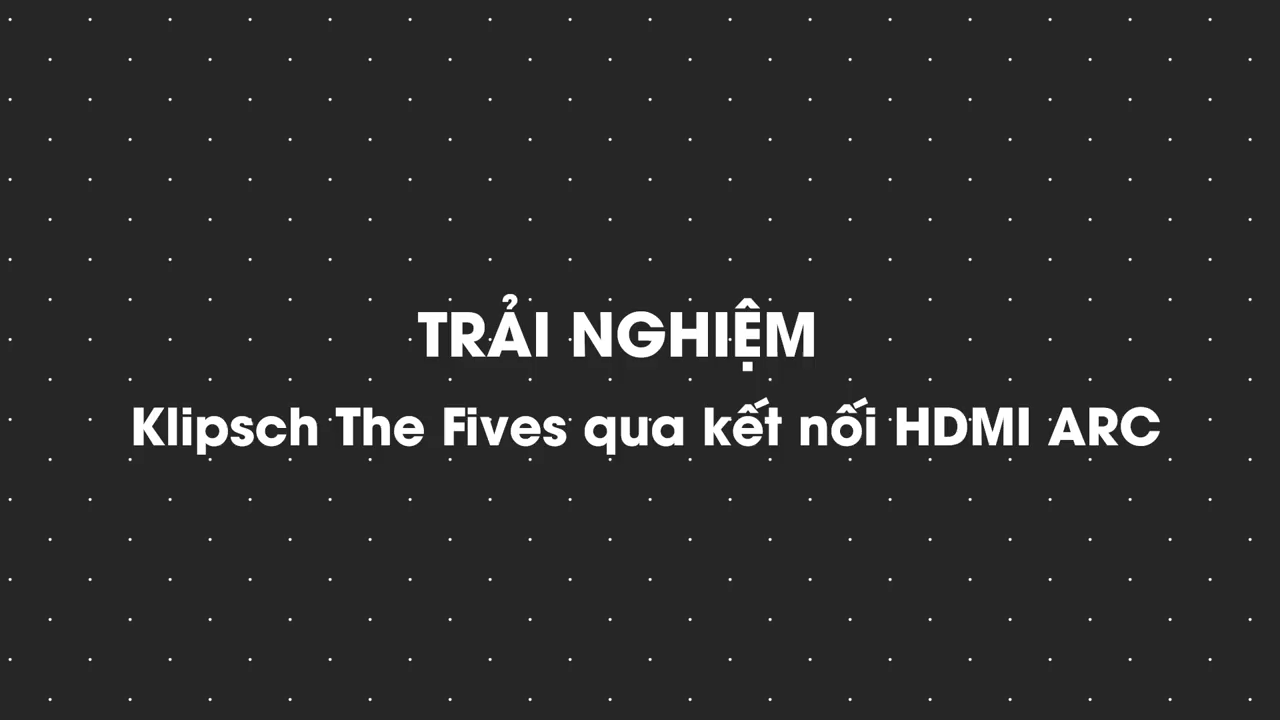 TRẢI NGHIỆM
Klipsch The Fives qua kết nối HDMI ARC